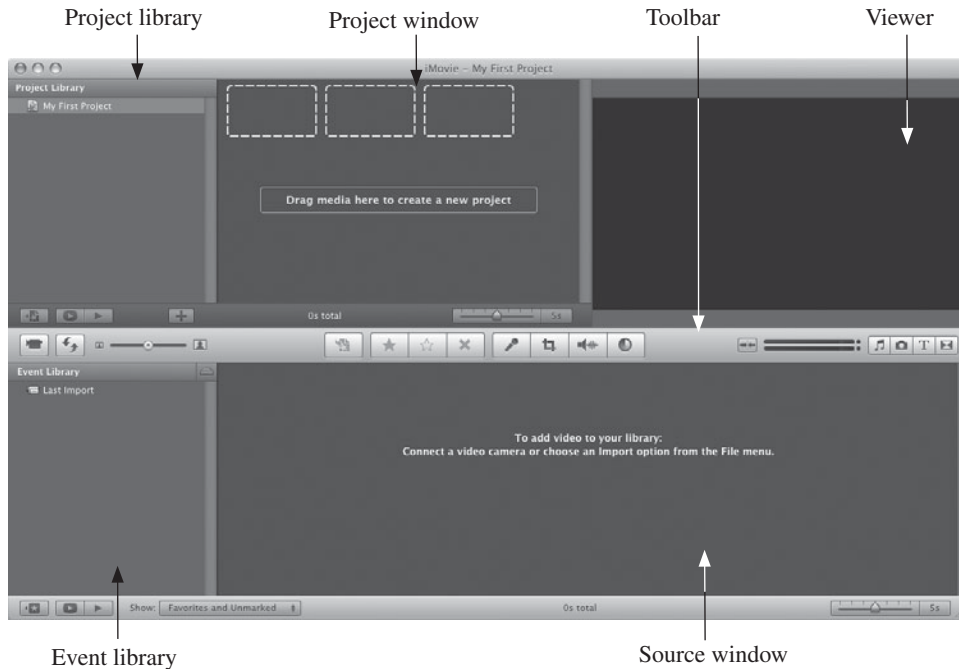 Project library
Project window
Toolbar
Viewer
iMovie – My First Project
Project Library
My First Project
Drag media here to create a new project
0s total
5s
T
Event Library
Last Import
To add video to your library:
Connect a video camera or choose an Import option from the File menu.
Show: Favorites and Unmarked
0s total
5s
Event library
Source window